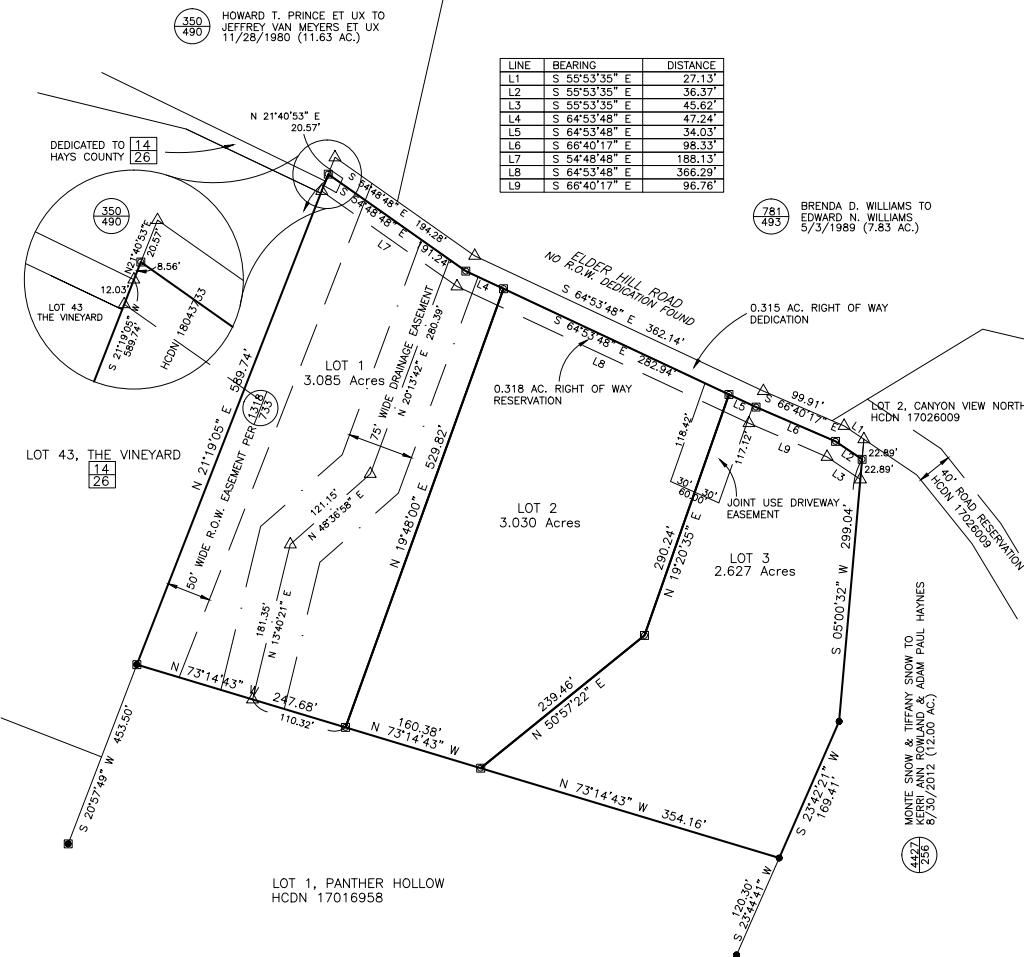 350
490
HOWARD T. PRINCE ET UX TO
JEFFREY VAN MEYERS ET UX
11/28/1980 (11.63 AC.)
LINE BEARING DISTANCE
L1 S 55°53'35" E 27.13'
L2 S 55°53'35" E 36.37'
L3 S 55°53'35" E 45.62'
L4 S 64°53'48" E 47.24'
L5 S 64°53'48" E 34.03'
L6 S 66°40'17" E 98.33'
L7 S 54°48'48" E 188.13'
L8 S 64°53'48" E 366.29'
L9 S 66°40'17" E 96.76'
N 21°40'53" E
20.57'
DEDICATED TO
HAYS COUNTY
14
26
781
493
BRENDA D. WILLIAMS TO
EDWARD N. WILLIAMS
5/3/1989 (7.83 AC.)
350
490
N21°40'53"E
20.57'
8.56'
12.03'
LOT 43
THE VINEYARD
S 21°19'05" W
589.74'
HCDN 18043733
S 54°48'48" E 194.28'
S 54°48'48" E 191.24'
L7
L4
ELDER HILL ROAD
NO R.O.W. DEDICATION FOUND
S 64°53'48" E 362.14'
S 64°53'48" E 282.94'
L8
0.315 AC. RIGHT OF WAY
DEDICATION
0.318 AC. RIGHT OF WAY
RESERVATION
99.91'
S 66°40'17" E
L5
L6
L9
L1
L2
L3
22.89'
22.89'
LOT 2, CANYON VIEW NORTH
HCDN 17026009
40' ROAD RESERVATION
HCDN 17026009
LOT 1
3.085 Acres
75' WIDE DRAINAGE EASEMENT
N 20°13'42" E 280.39'
N 21°19'05" E 589.74'
50' WIDE R.O.W. EASEMENT PER
1318
733
LOT 43, THE VINEYARD
14
26
121.15'
N 48°36'58" E
181.35'
N 13°40'21" E
N 19°48'00" E 529.82'
LOT 2
3.030 Acres
118.42'
117.12'
30' 30'
60.00'
JOINT USE DRIVEWAY
EASEMENT
LOT 3
2.627 Acres
290.24'
N 19°20'35" E
239.46'
N 50°57'22" E
S 05°00'32" W 299.04'
N 73°14'43" W
247.68'
110.32'
160.38'
N 73°14'43" W
N 73°14'43" W 354.16'
S 23°42'21" W
169.41'
S 20°57'49" W 453.50'
120.30'
S 23°44'41" W
MONTE SNOW & TIFFANY SNOW TO
KERRI ANN ROWLAND & ADAM PAUL HAYNES
8/30/2012 (12.00 AC.)
4427
256
LOT 1, PANTHER HOLLOW
HCDN 17016958